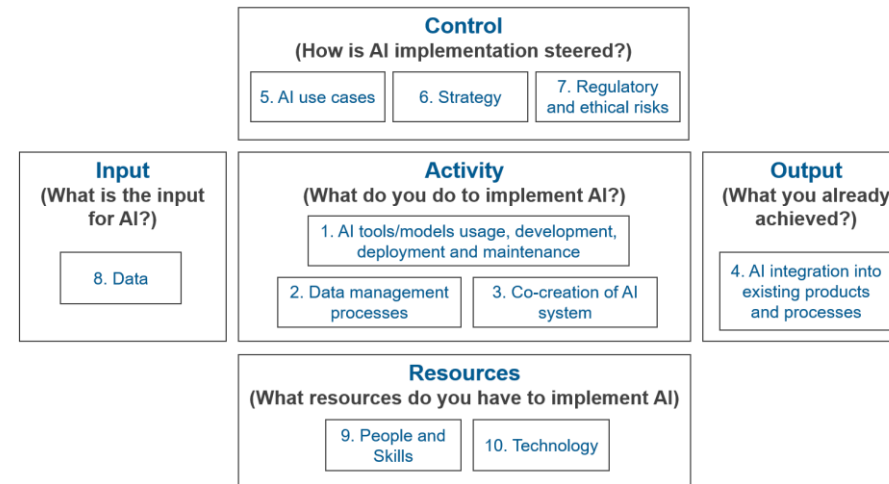 Control
(How is AI implementation steered?)
5. AI use cases
6. Strategy
7. Regulatory
and ethical risks
Input
(What is the input
for AI?)
8. Data
Activity
(What do you do to implement AI?)
1. AI tools/models usage, development,
deployment and maintenance
2. Data management
processes
3. Co-creation of AI
system
Output
(What you already
achieved?)
4. AI integration into
existing products
and processes
Resources
(What resources do you have to implement AI)
9. People and
Skills
10. Technology